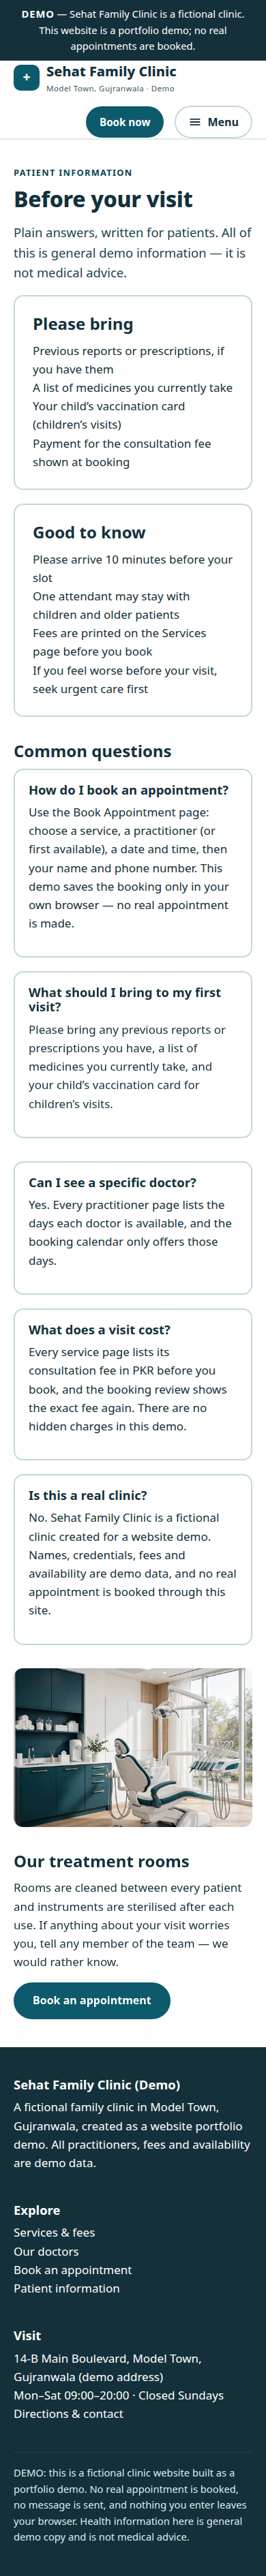 DEMO — Sehat Family Clinic is a fictional clinic.
This website is a portfolio demo; no real
appointments are booked.
+
Sehat Family Clinic
Model Town, Gujranwala · Demo
Book now
Menu
PATIENT INFORMATION
Before your visit
Plain answers, written for patients. All of
this is general demo information — it is
not medical advice.
Please bring
Previous reports or prescriptions, if
you have them
A list of medicines you currently take
Your child’s vaccination card
(children’s visits)
Payment for the consultation fee
shown at booking
Good to know
Please arrive 10 minutes before your
slot
One attendant may stay with
children and older patients
Fees are printed on the Services
page before you book
If you feel worse before your visit,
seek urgent care first
Common questions
How do I book an appointment?
Use the Book Appointment page:
choose a service, a practitioner (or
first available), a date and time, then
your name and phone number. This
demo saves the booking only in your
own browser — no real appointment
is made.
What should I bring to my first
visit?
Please bring any previous reports or
prescriptions you have, a list of
medicines you currently take, and
your child’s vaccination card for
children’s visits.
Can I see a specific doctor?
Yes. Every practitioner page lists the
days each doctor is available, and the
booking calendar only offers those
days.
What does a visit cost?
Every service page lists its
consultation fee in PKR before you
book, and the booking review shows
the exact fee again. There are no
hidden charges in this demo.
Is this a real clinic?
No. Sehat Family Clinic is a fictional
clinic created for a website demo.
Names, credentials, fees and
availability are demo data, and no real
appointment is booked through this
site.
Our treatment rooms
Rooms are cleaned between every patient
and instruments are sterilised after each
use. If anything about your visit worries
you, tell any member of the team — we
would rather know.
Book an appointment
Sehat Family Clinic (Demo)
A fictional family clinic in Model Town,
Gujranwala, created as a website portfolio
demo. All practitioners, fees and availability
are demo data.
Explore
Services & fees
Our doctors
Book an appointment
Patient information
Visit
14-B Main Boulevard, Model Town,
Gujranwala (demo address)
Mon–Sat 09:00–20:00 · Closed Sundays
Directions & contact
DEMO: this is a fictional clinic website built as a
portfolio demo. No real appointment is booked,
no message is sent, and nothing you enter leaves
your browser. Health information here is general
demo copy and is not medical advice.